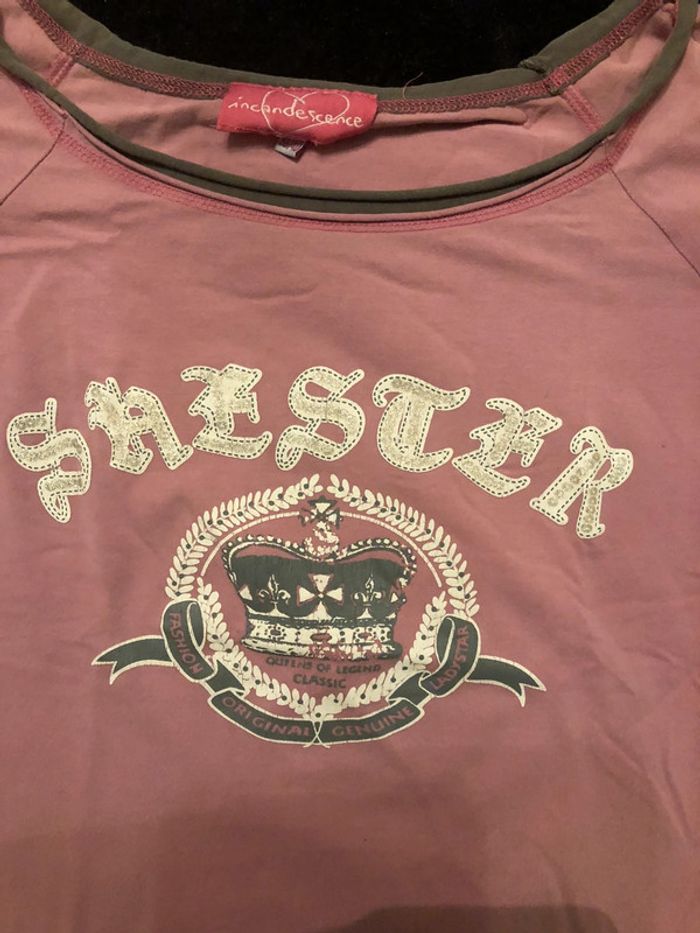 incandescence
SHESTER
QUEENS OF LEGEND
CLASSIC
FASHION ORIGINAL GENUINE LADYSTAR